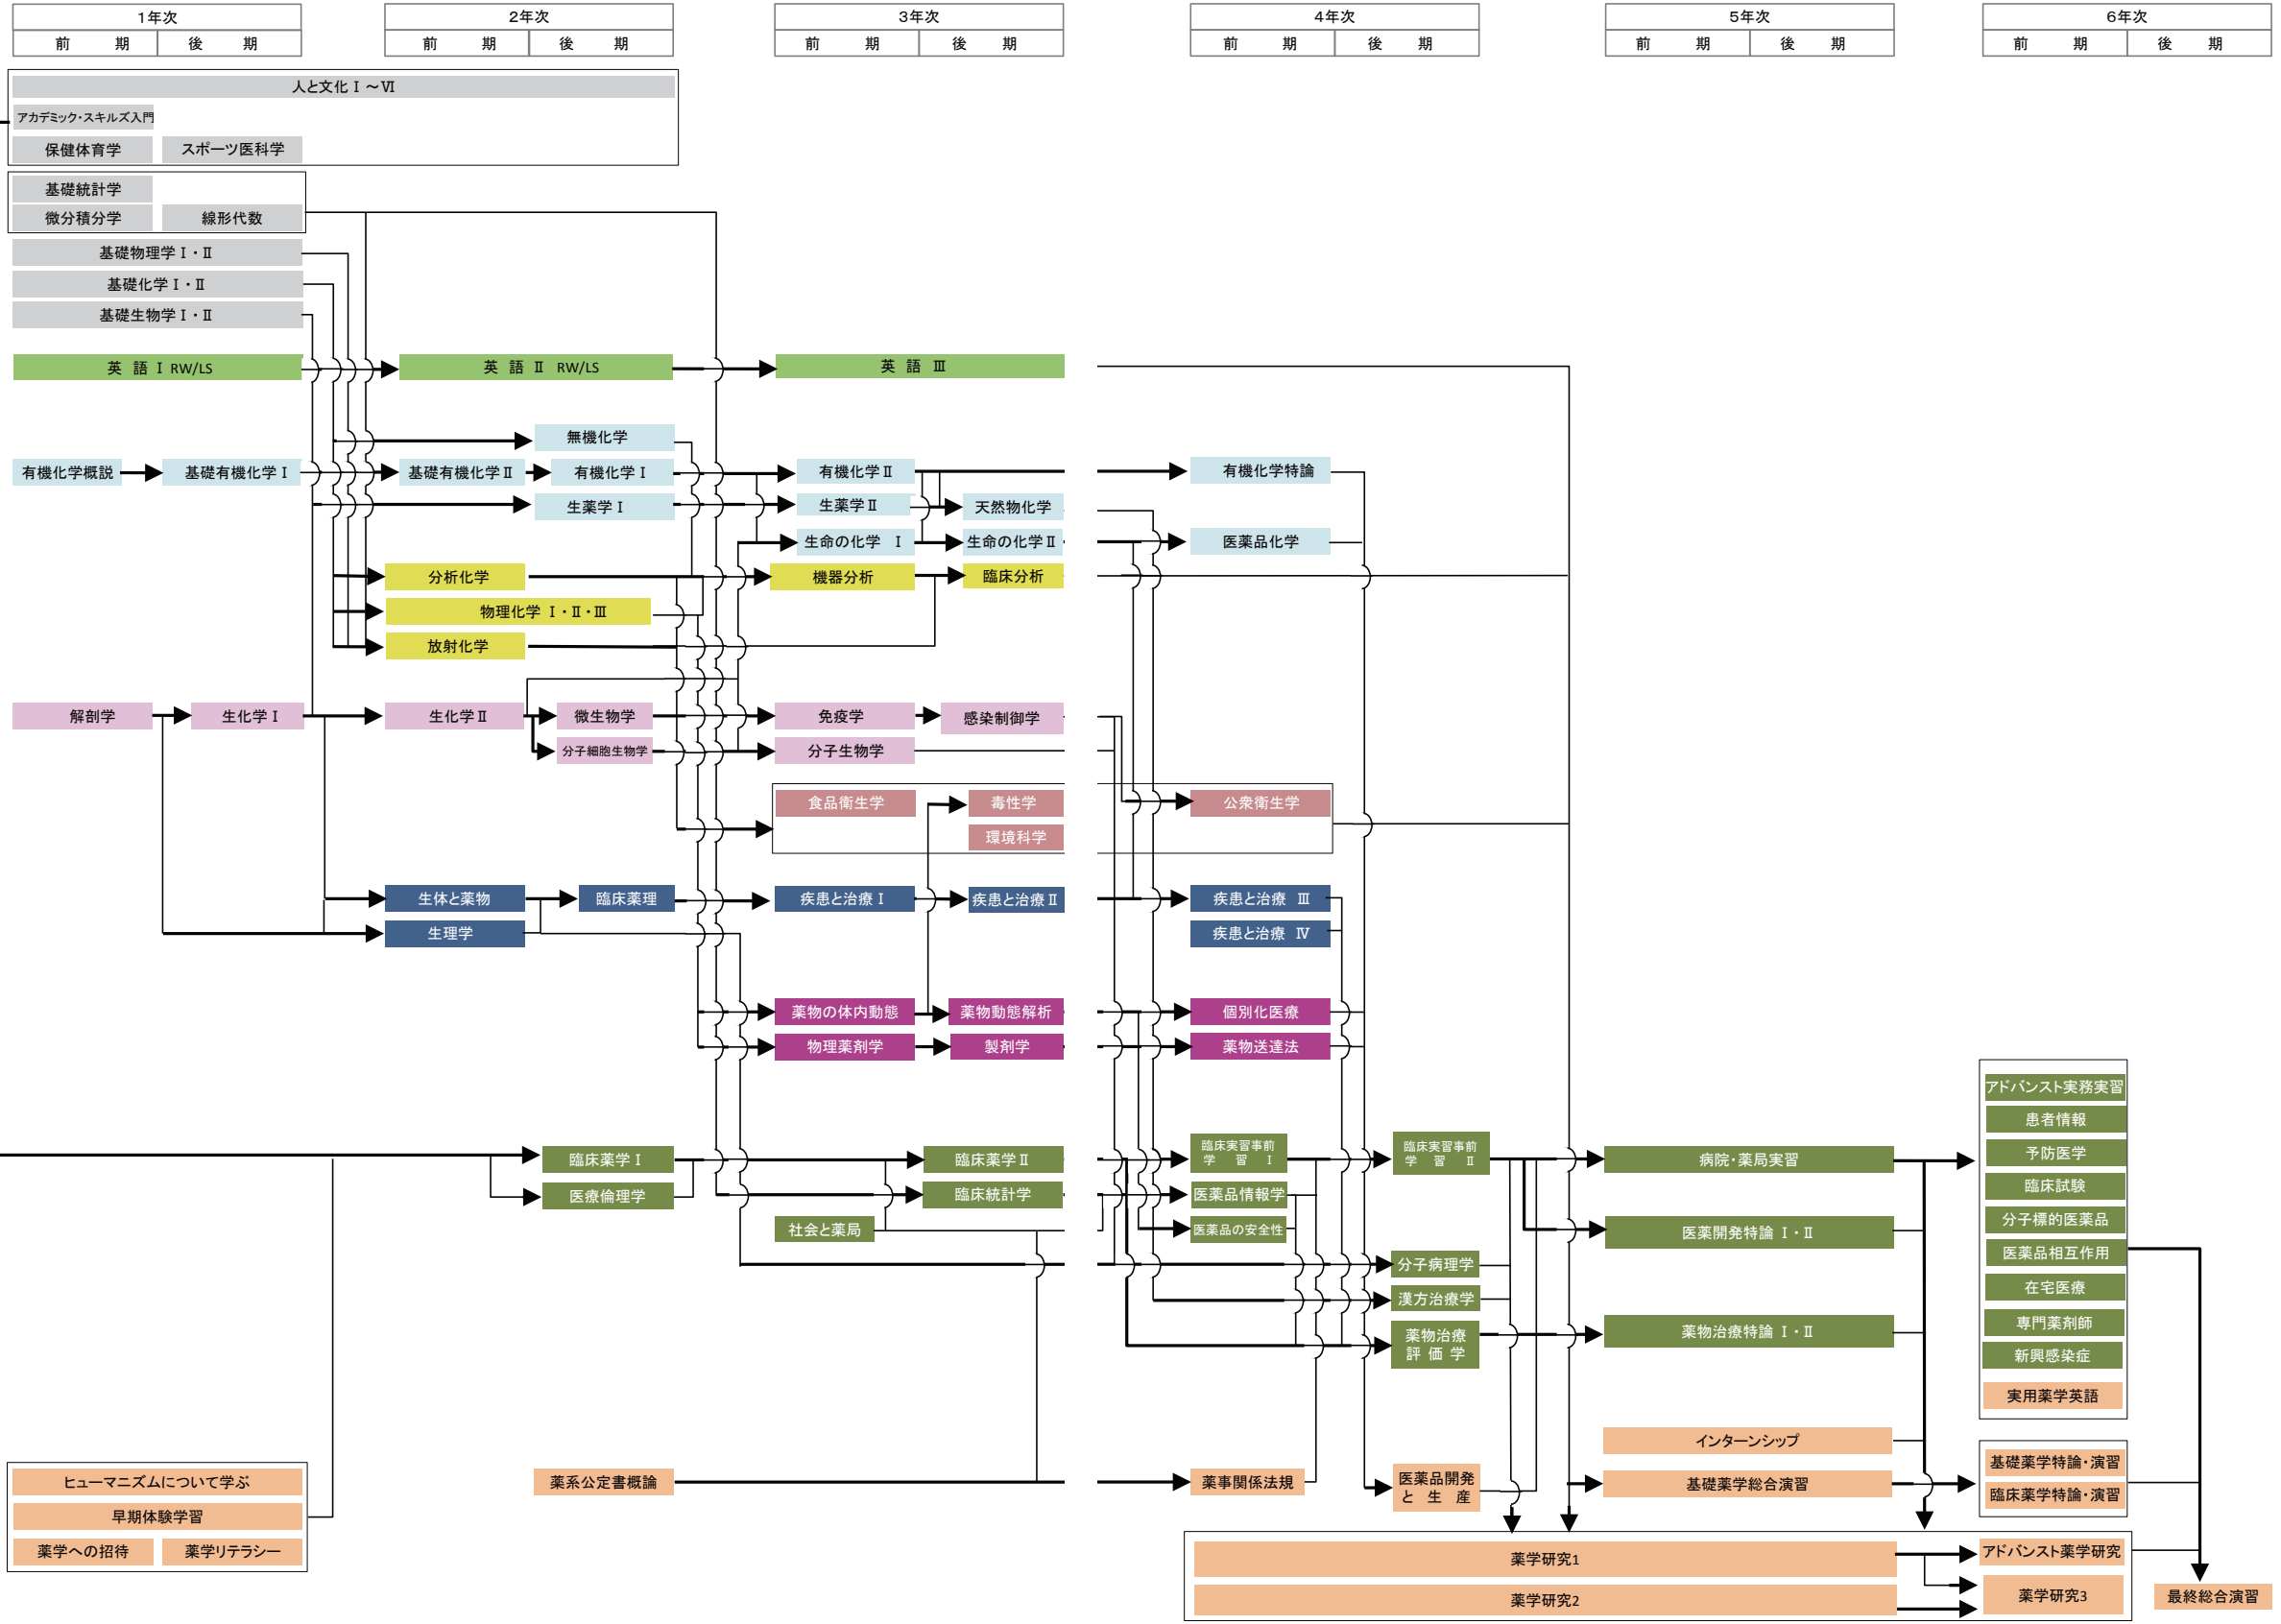 1年次
2年次
3年次
4年次
5年次
6年次
前　期
後　期
前　期
後　期
前　期
後　期
前　期
後　期
前　期
後　期
前　期
後　期
人と文化Ⅰ～Ⅵ
アカデミック・スキルズ入門
保健体育学
スポーツ医科学
基礎統計学
微分積分学
線形代数
基礎物理学Ⅰ・Ⅱ
基礎化学Ⅰ・Ⅱ
基礎生物学Ⅰ・Ⅱ
英 語 Ⅰ RW/LS
英 語 Ⅱ RW/LS
英 語 Ⅲ
無機化学
有機化学概説
基礎有機化学Ⅰ
基礎有機化学Ⅱ
有機化学Ⅰ
有機化学Ⅱ
有機化学特論
生薬学Ⅰ
生薬学Ⅱ
天然物化学
生命の化学 Ⅰ
生命の化学Ⅱ
医薬品化学
分析化学
機器分析
臨床分析
物理化学 Ⅰ・Ⅱ・Ⅲ
放射化学
解剖学
生化学Ⅰ
生化学Ⅱ
微生物学
免疫学
感染制御学
分子細胞生物学
分子生物学
食品衛生学
毒性学
公衆衛生学
環境科学
生体と薬物
臨床薬理
疾患と治療Ⅰ
疾患と治療Ⅱ
疾患と治療 Ⅲ
生理学
疾患と治療 Ⅳ
薬物の体内動態
薬物動態解析
個別化医療
物理薬剤学
製剤学
薬物送達法
臨床薬学Ⅰ
臨床薬学Ⅱ
臨床実習事前
学 習 Ⅰ
臨床実習事前
学 習 Ⅱ
病院・薬局実習
医療倫理学
臨床統計学
医薬品情報学
社会と薬局
医薬品の安全性
医薬開発特論 Ⅰ・Ⅱ
分子病理学
漢方治療学
薬物治療
評 価 学
薬物治療特論 Ⅰ・Ⅱ
アドバンスト実務実習
患者情報
予防医学
臨床試験
分子標的医薬品
医薬品相互作用
在宅医療
専門薬剤師
新興感染症
実用薬学英語
インターンシップ
ヒューマニズムについて学ぶ
薬系公定書概論
薬事関係法規
医薬品開発
と 生 産
基礎薬学総合演習
基礎薬学特論・演習
臨床薬学特論・演習
早期体験学習
薬学への招待
薬学リテラシー
薬学研究1
アドバンスト薬学研究
薬学研究2
薬学研究3
最終総合演習